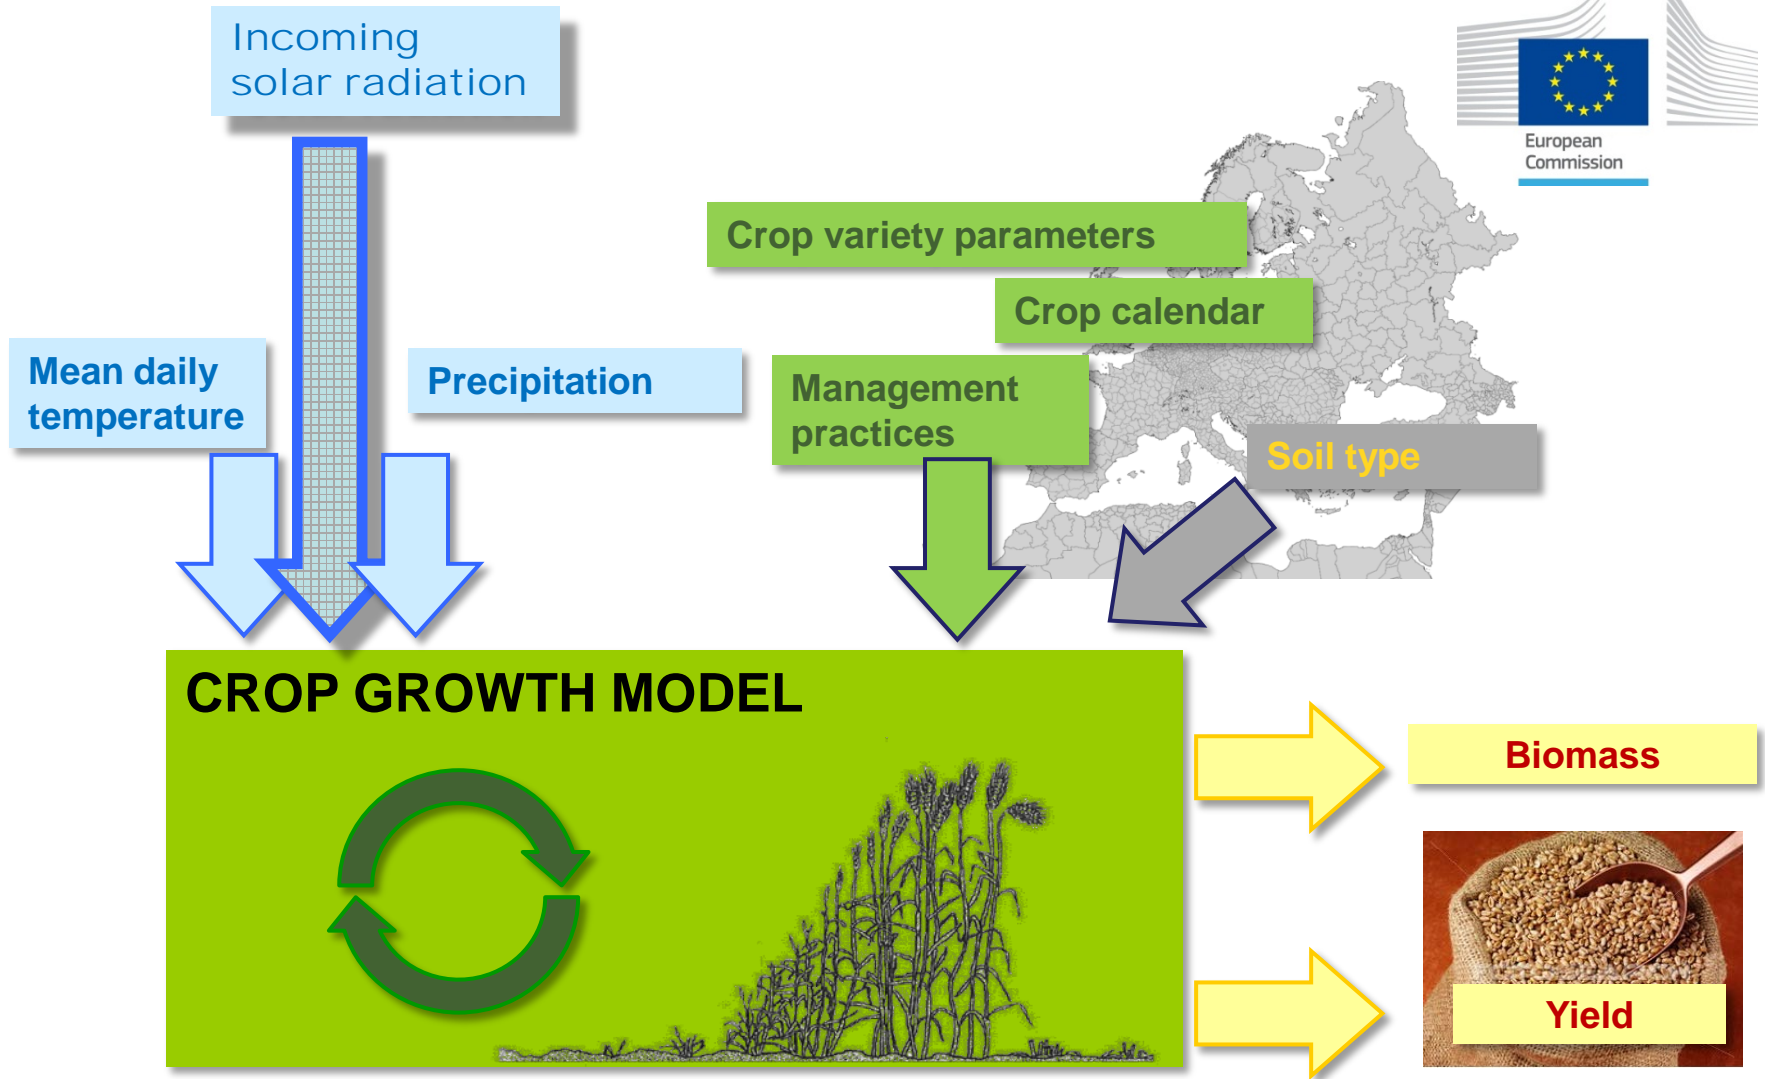 Incoming
solar radiation
European
Commission
Crop variety parameters
Crop calendar
Mean daily
temperature
Precipitation
Management
practices
Soil type
CROP GROWTH MODEL
Biomass
Yield